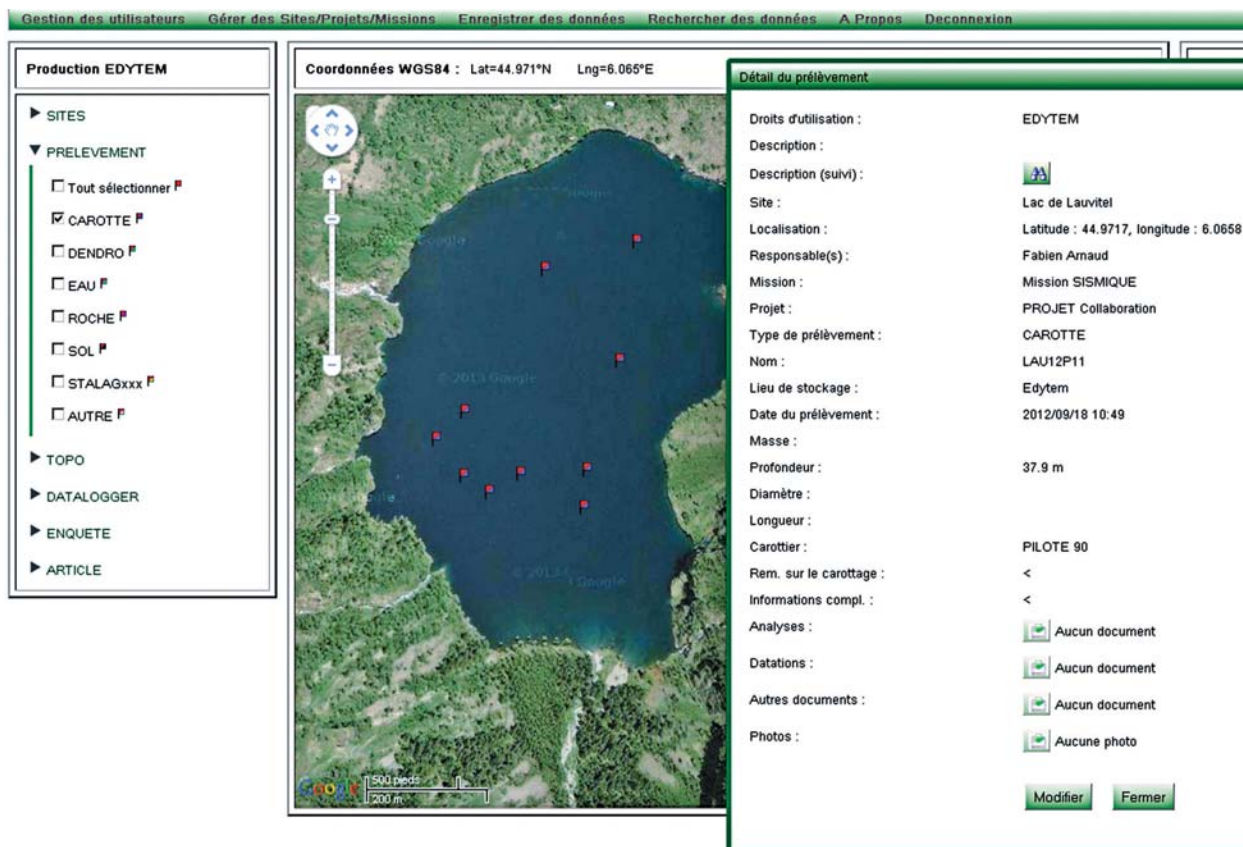 Gestion des utilisateurs Gérer des Sites/Projets/Missions Enregistrer des données Rechercher des données A Propos Deconnexion
Production EDYTEM
SITES
PRELEVEMENT
Tout sélectionner
CAROTTE
DENDRO
EAU
ROCHE
SOL
STALAGxxx
AUTRE
TOPO
DATALOGGER
ENQUETE
ARTICLE
Coordonnées WGS84 : Lat=44.971°N Lng=6.065°E
Google
Google
© 2013 Google
Google
© 2013
Google
Google
500 pieds
200 m
Détail du prélèvement
Droits d'utilisation : EDYTEM
Description :
Description (suivi) :
Site : Lac de Lauvitel
Localisation : Latitude : 44.9717, longitude : 6.0658
Responsable(s) : Fabien Arnaud
Mission : Mission SISMIQUE
Projet : PROJET Collaboration
Type de prélèvement : CAROTTE
Nom : LAU12P11
Lieu de stockage : Edytem
Date du prélèvement : 2012/09/18 10:49
Masse :
Profondeur : 37.9 m
Diamètre :
Longueur :
Carottier : PILOTE 90
Rem. sur le carottage : <
Informations compl. : <
Analyses : Aucun document
Datations : Aucun document
Autres documents : Aucun document
Photos : Aucune photo
Modifier Fermer